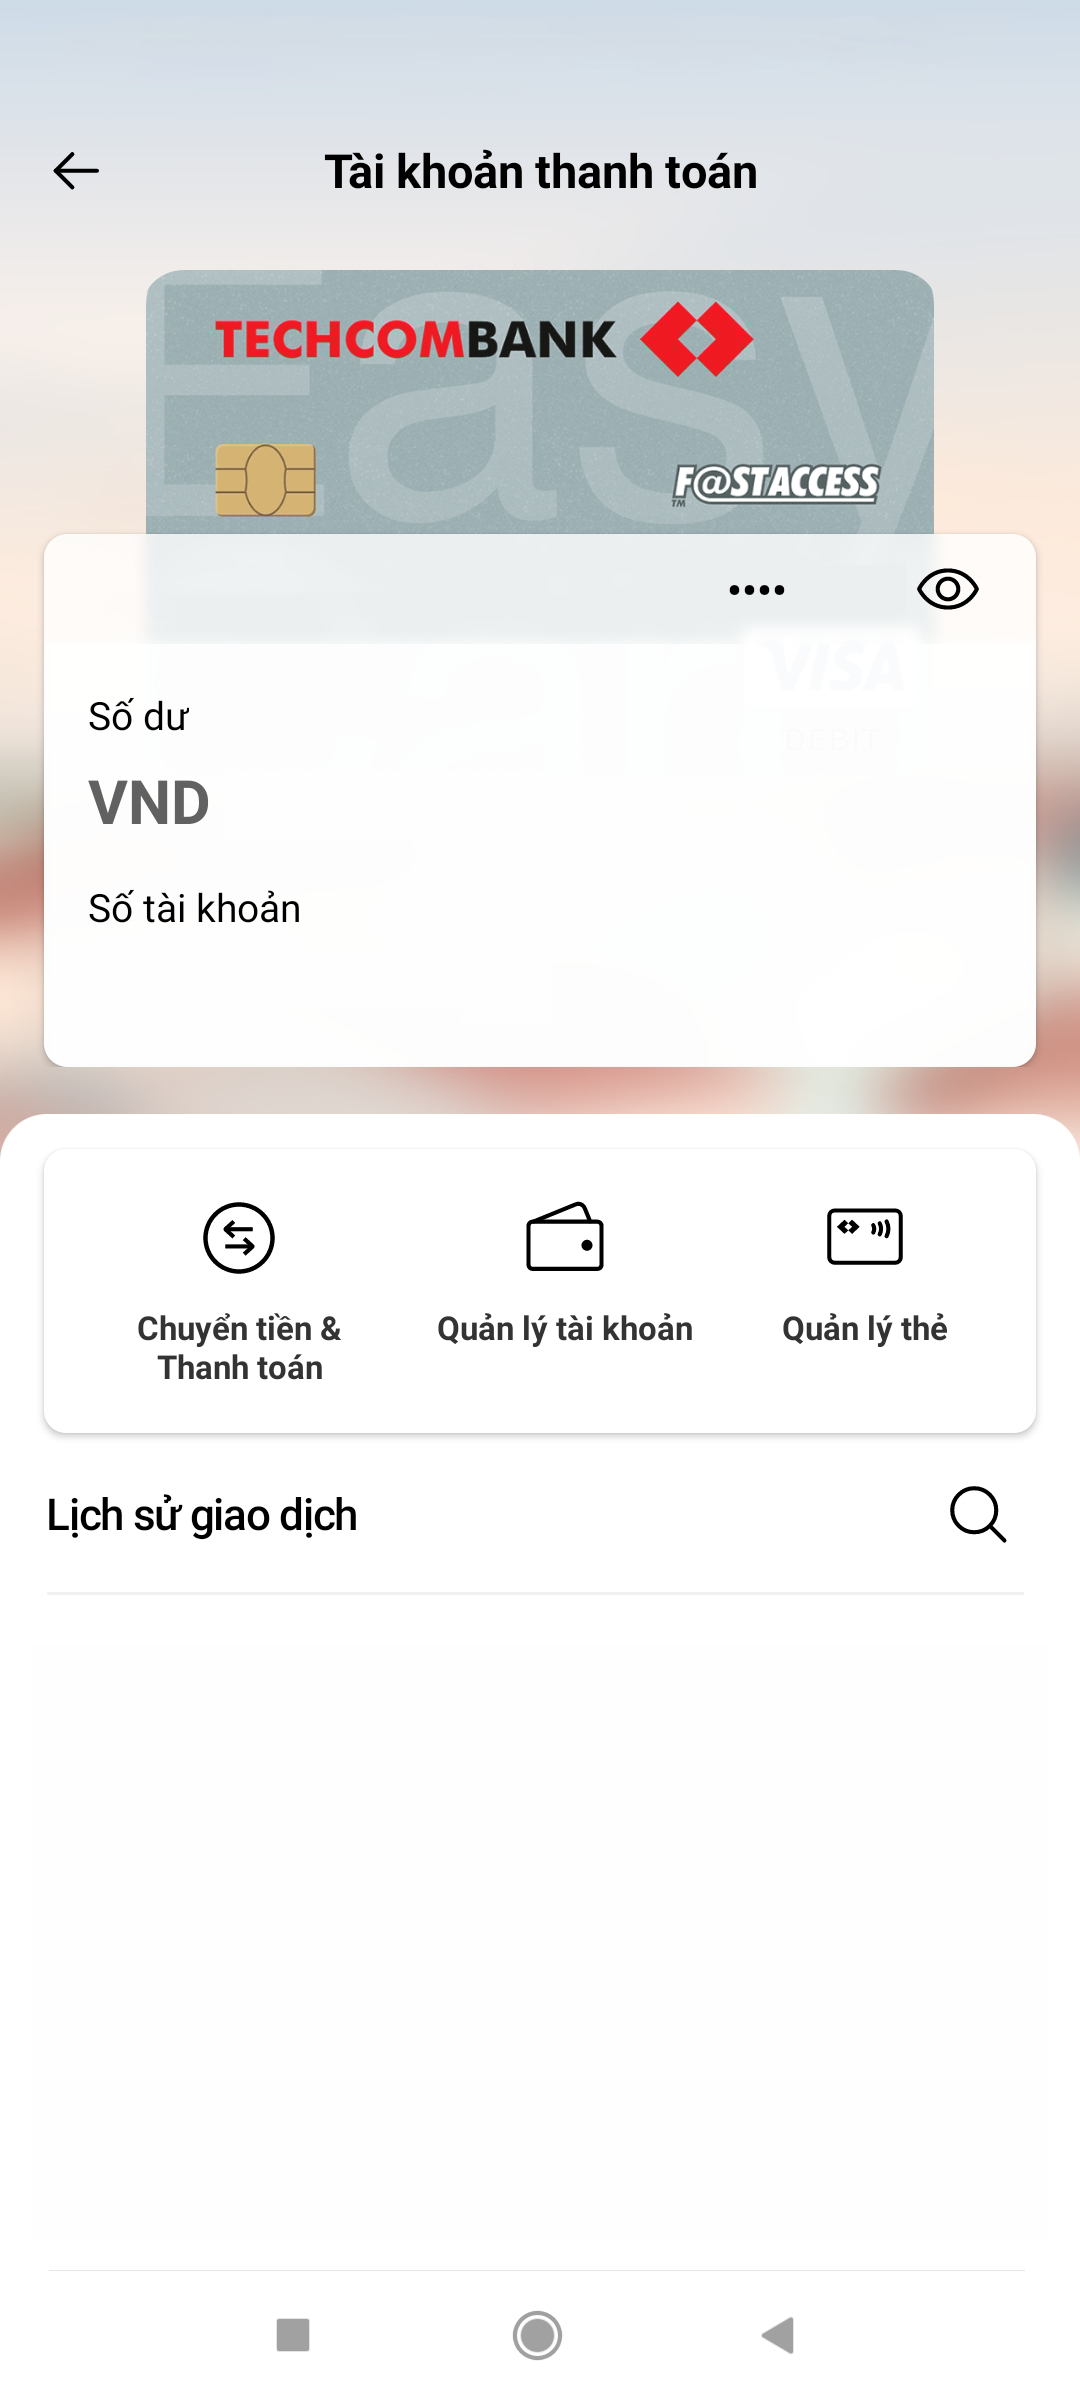 Tài khoản thanh toán
Easy
TECHCOMBANK
F@STACCESS
TM
••••
VISA
DEBIT
Số dư
VND
Số tài khoản
Chuyển tiền &
Thanh toán
Quản lý tài khoản
Quản lý thẻ
Lịch sử giao dịch